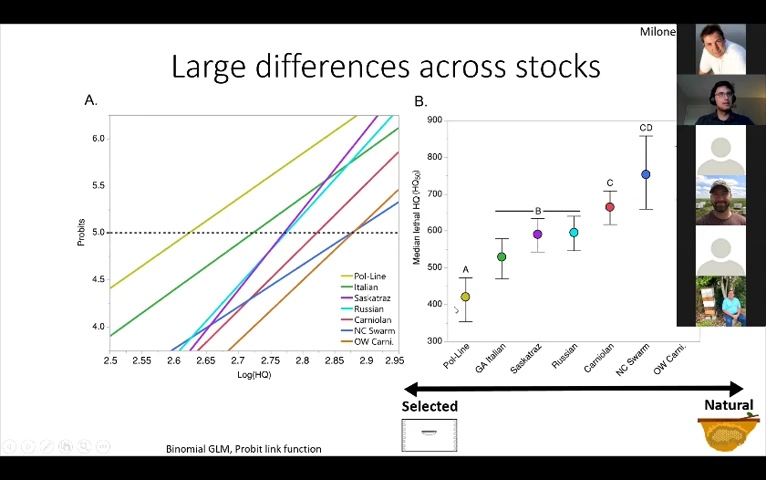 Milone
Large differences across stocks
A.
B.
6.0
5.5
5.0
4.5
4.0
Probits
Pol-Line
Italian
Saskatraz
Russian
Carniolan
NC Swarm
OW Carni.
2.5
2.55
2.6
2.65
2.7
2.75
2.8
2.85
2.9
2.95
Log(HQ)
900
800
700
600
500
400
300
Median lethal HQ (HQ50)
A
B
C
CD
Pol-Line
GA Italian
Saskatraz
Russian
Carniolan
NC Swarm
OW Carni.
Selected
Natural
Binomial GLM, Probit link function